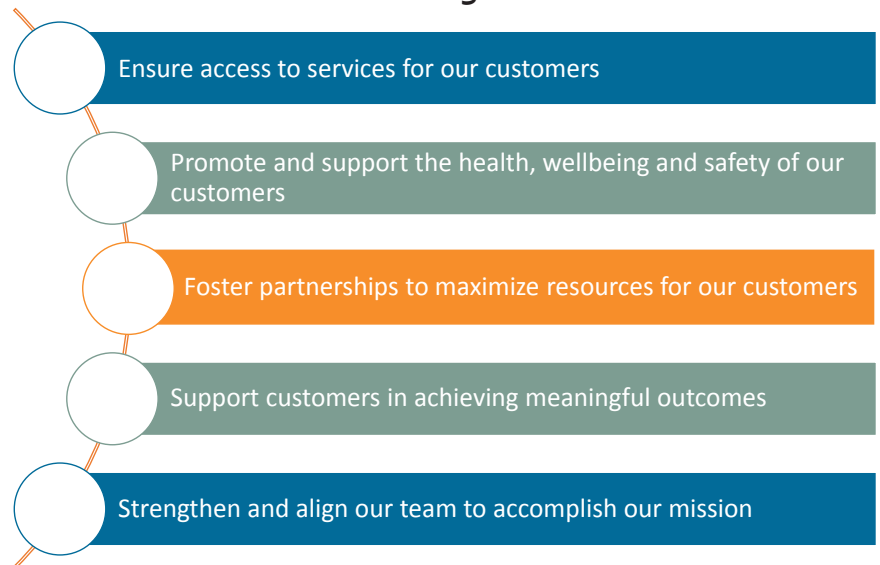 Ensure access to services for our customers
Promote and support the health, wellbeing and safety of our
customers
Foster partnerships to maximize resources for our customers
Support customers in achieving meaningful outcomes
Strengthen and align our team to accomplish our mission